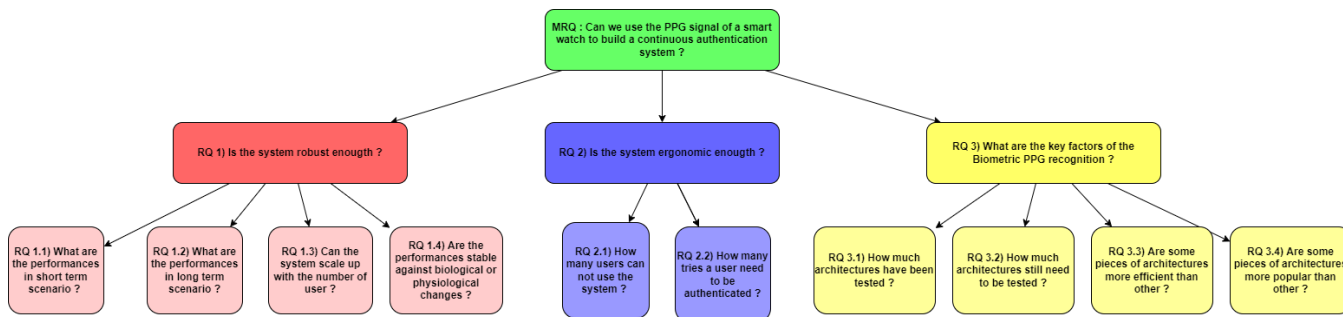 MRQ : Can we use the PPG signal of a smart
watch to build a continuous authentication
system ?
RQ 1) Is the system robust enougth ?
RQ 2) Is the system ergonomic enougth ?
RQ 3) What are the key factors of the
Biometric PPG recognition ?
RQ 1.1) What are
the performances
in short term
scenario ?
RQ 1.2) What are
the performances
in long term
scenario ?
RQ 1.3) Can the
system scale up
with the number of
user ?
RQ 1.4) Are the
performances stable
against biological or
physiological
changes ?
RQ 2.1) How
many users can
not use the
system ?
RQ 2.2) How many
tries a user need
to be
authenticated ?
RQ 3.1) How much
architectures have been
tested ?
RQ 3.2) How much
architectures still need
to be tested ?
RQ 3.3) Are some
pieces of architectures
more efficient than
other ?
RQ 3.4) Are some
pieces of architectures
more popular than
other ?